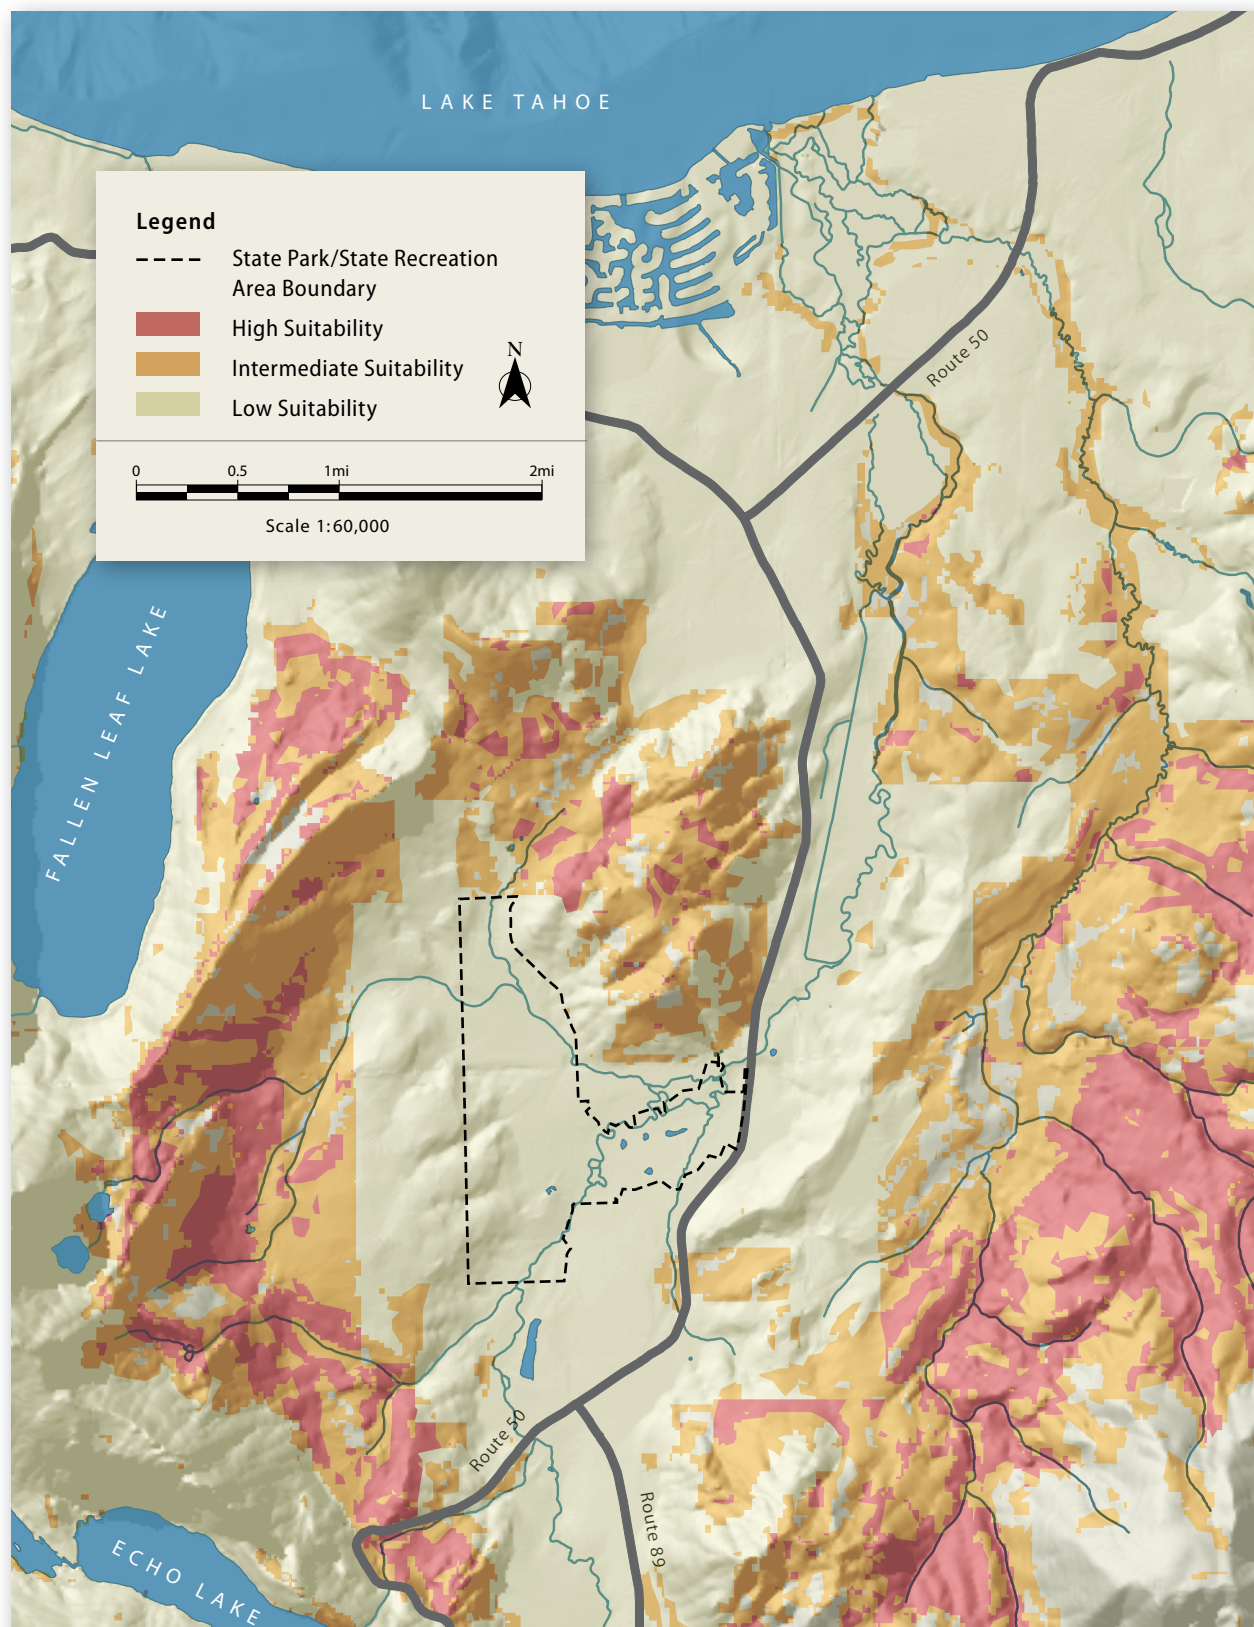 LAKE TAHOE
Legend
State Park/State Recreation
Area Boundary
High Suitability
Intermediate Suitability
Low Suitability
N
0 0.5 1mi 2mi
Scale 1:60,000
Route 50
FALLEN LEAF LAKE
Route 50
Route 89
ECHO LAKE